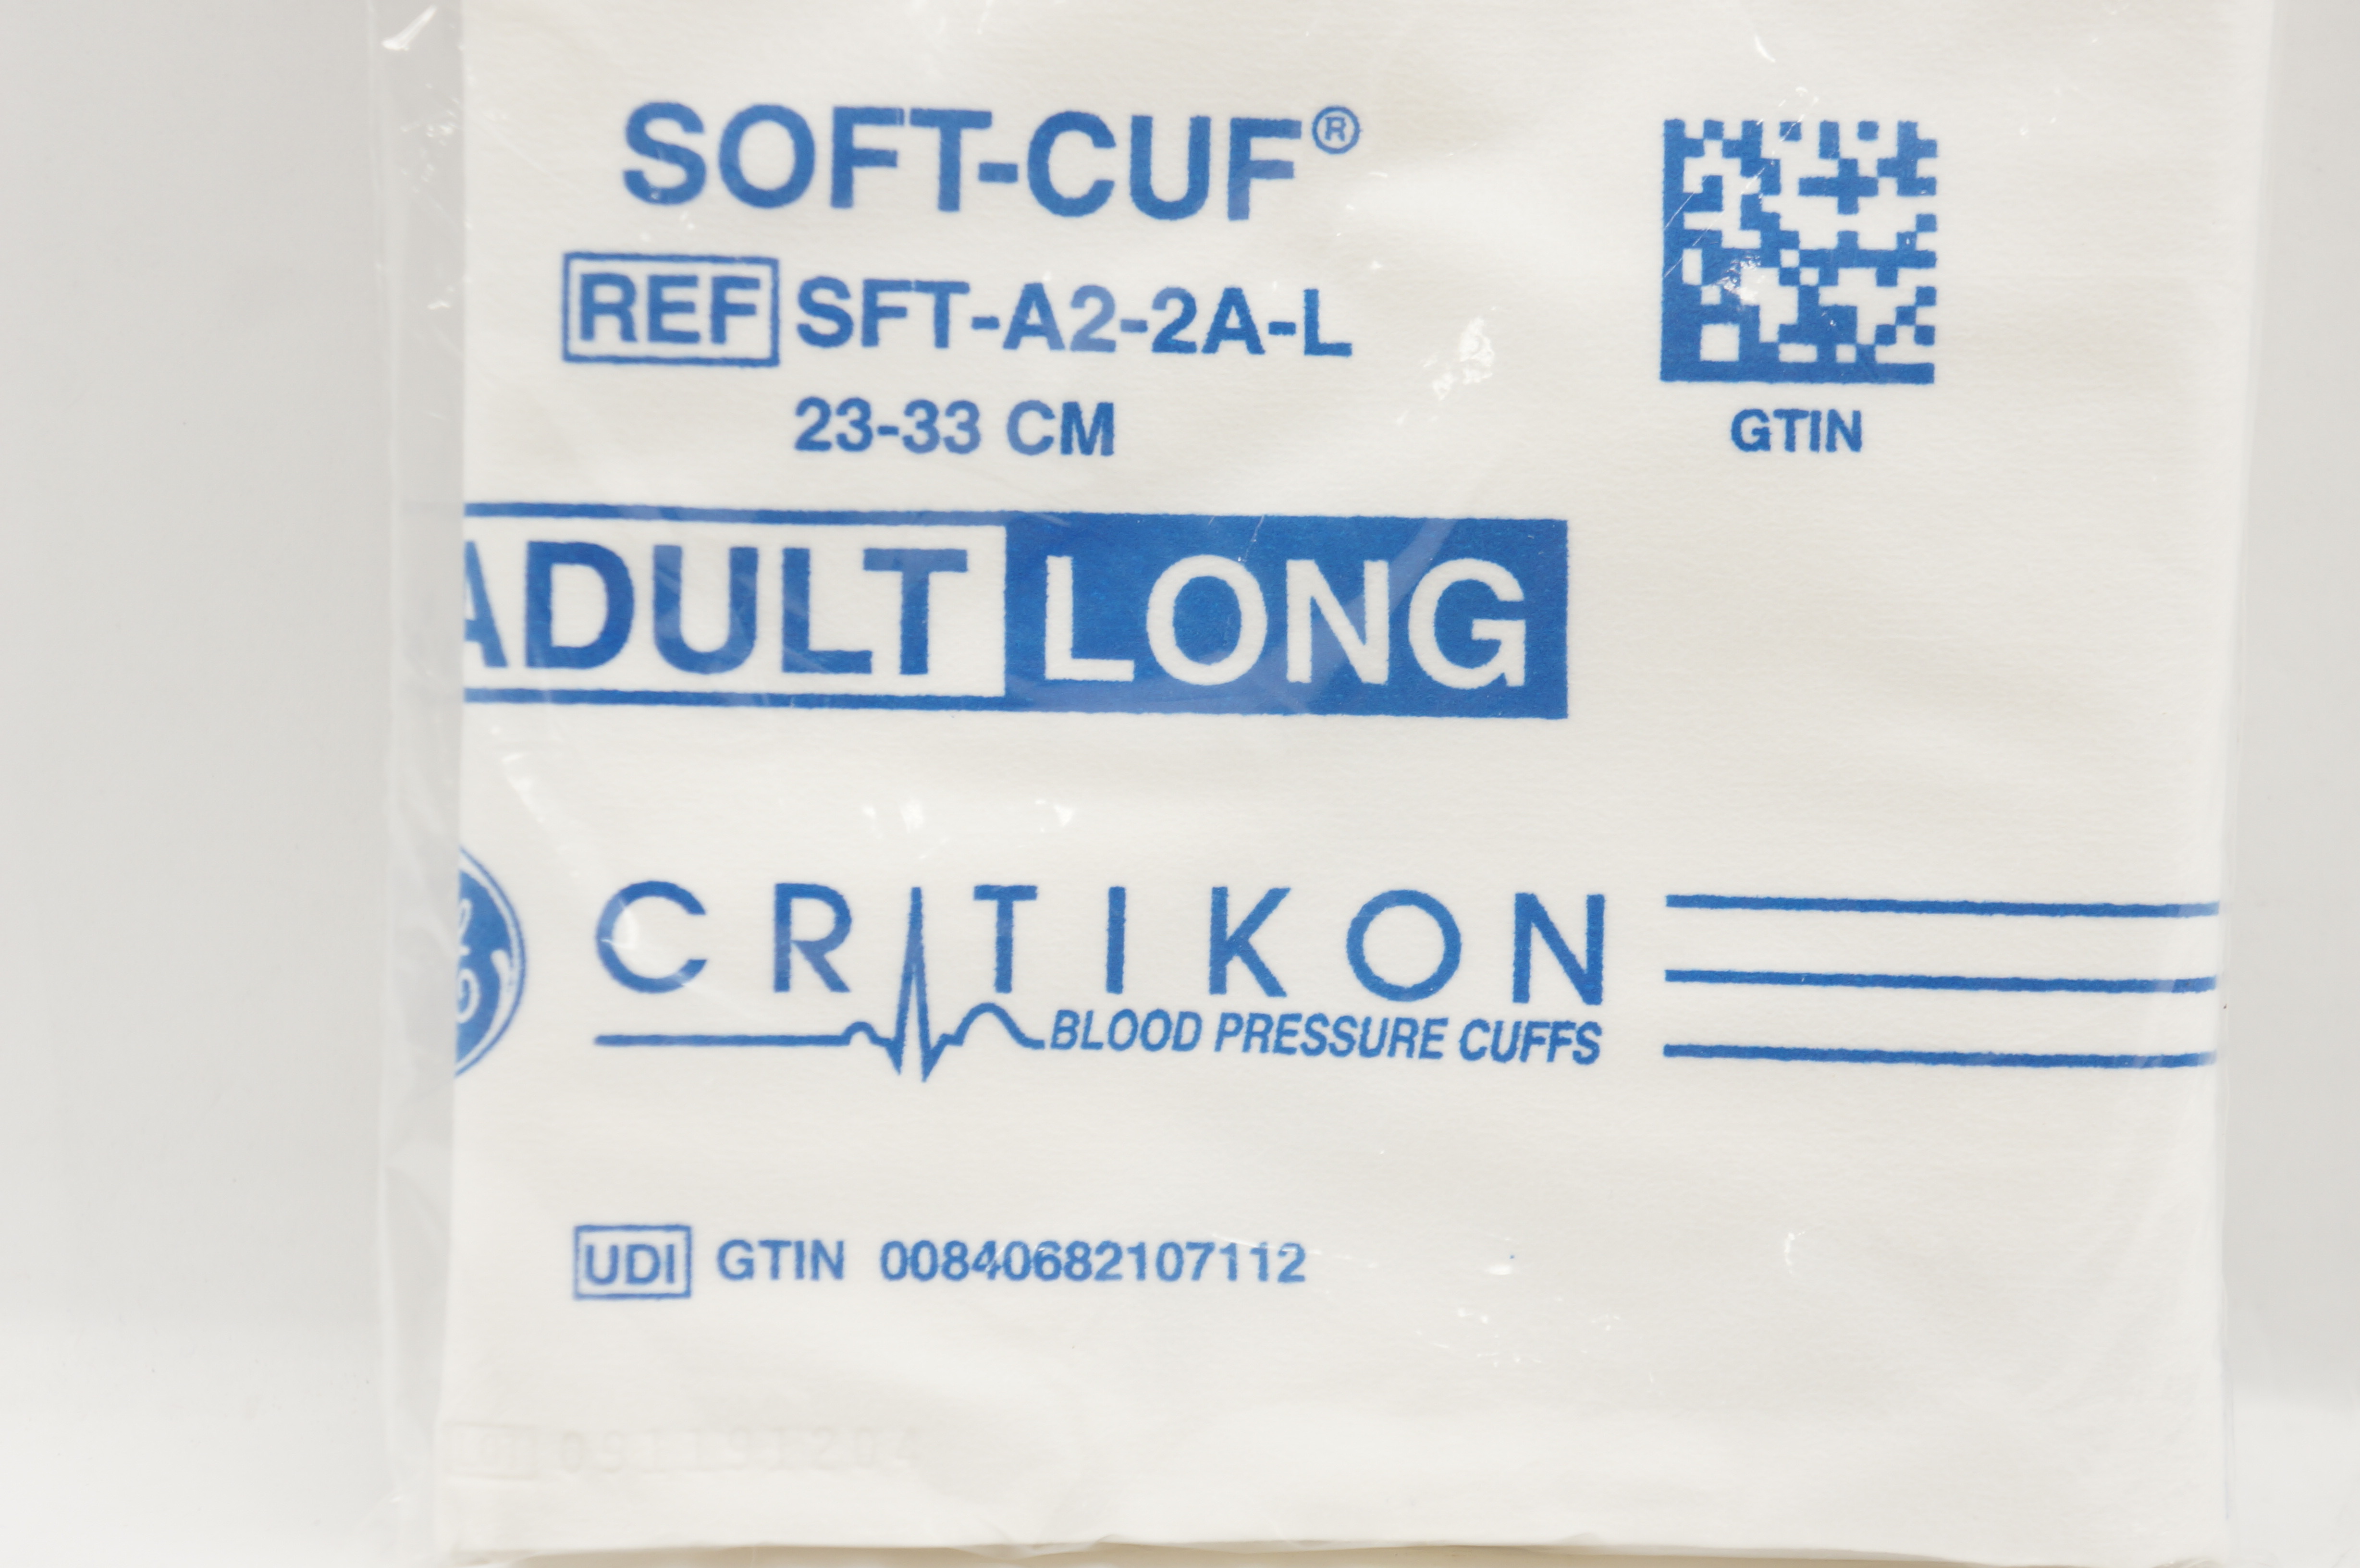 SOFT-CUF®
REF SFT-A2-2A-L
23-33 CM
GTIN
ADULT LONG
CRITIKON
BLOOD PRESSURE CUFFS
UDI GTIN 00840682107112